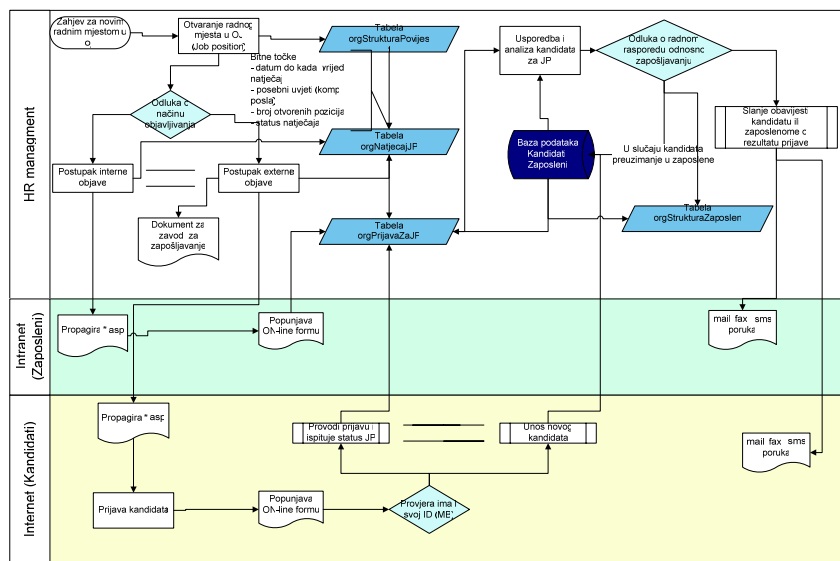 HR managment
Zahjev za novim
radnim mjestom u
o
Otvaranje radnog
mjesta u OJ
(Job position)
Tabela
orgStrukturaPovijes
Bitne točke
- datum do kada vrijed
natječaj
- posebni uvjeti (komp
posla)
- broj otvorenih pozicija
- status natječaja
Odluka o
načinu
objavljivanja
Tabela
orgNatjecajJP
Postupak interne
objave
Postupak externe
objave
Dokument za
zavod za
zapošljavanje
Tabela
orgPrijavaZaJP
Usporedba i
analiza kandidata
za JP
Odluka o radnom
rasporedu odnosno
zapošljavanju
Slanje obavijesti
kandidatu il
zaposlenome o
rezultatu prijave
Baza podataka
Kandidati
Zaposleni
U slučaju kandidata
preuzimanje u zaposlene
Tabela
orgStrukturaZaposlen
Intranet
(Zaposleni)
Propagira *.asp
Popunjava
ON-line formu
mail fax sms
poruka
Internet (Kandidati)
Propagira *.asp
Provodi prijavu i
ispituje status JP
Unos novog
kandidata
mail fax sms
poruka
Prijava kandidata
Popunjava
ON-line formu
Provjera ima l
svoj ID (MB)